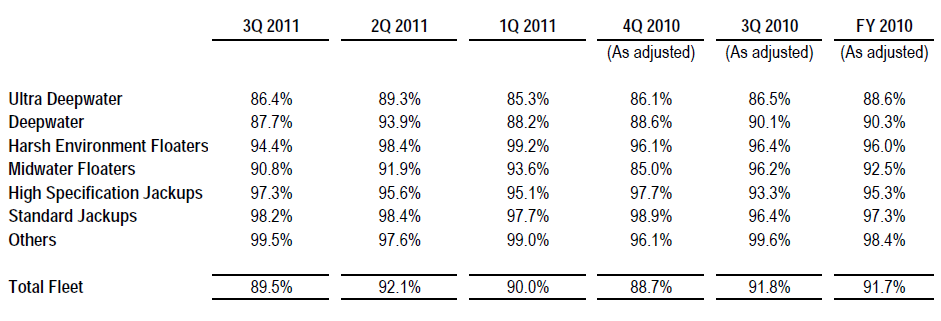 3Q 2011 2Q 2011 1Q 2011 4Q 2010 3Q 2010 FY 2010
(As adjusted) (As adjusted) (As adjusted)
Ultra Deepwater 86.4% 89.3% 85.3% 86.1% 86.5% 88.6%
Deepwater 87.7% 93.9% 88.2% 88.6% 90.1% 90.3%
Harsh Environment Floaters 94.4% 98.4% 99.2% 96.1% 96.4% 96.0%
Midwater Floaters 90.8% 91.9% 93.6% 85.0% 96.2% 92.5%
High Specification Jackups 97.3% 95.6% 95.1% 97.7% 93.3% 95.3%
Standard Jackups 98.2% 98.4% 97.7% 98.9% 96.4% 97.3%
Others 99.5% 97.6% 99.0% 96.1% 99.6% 98.4%
Total Fleet 89.5% 92.1% 90.0% 88.7% 91.8% 91.7%